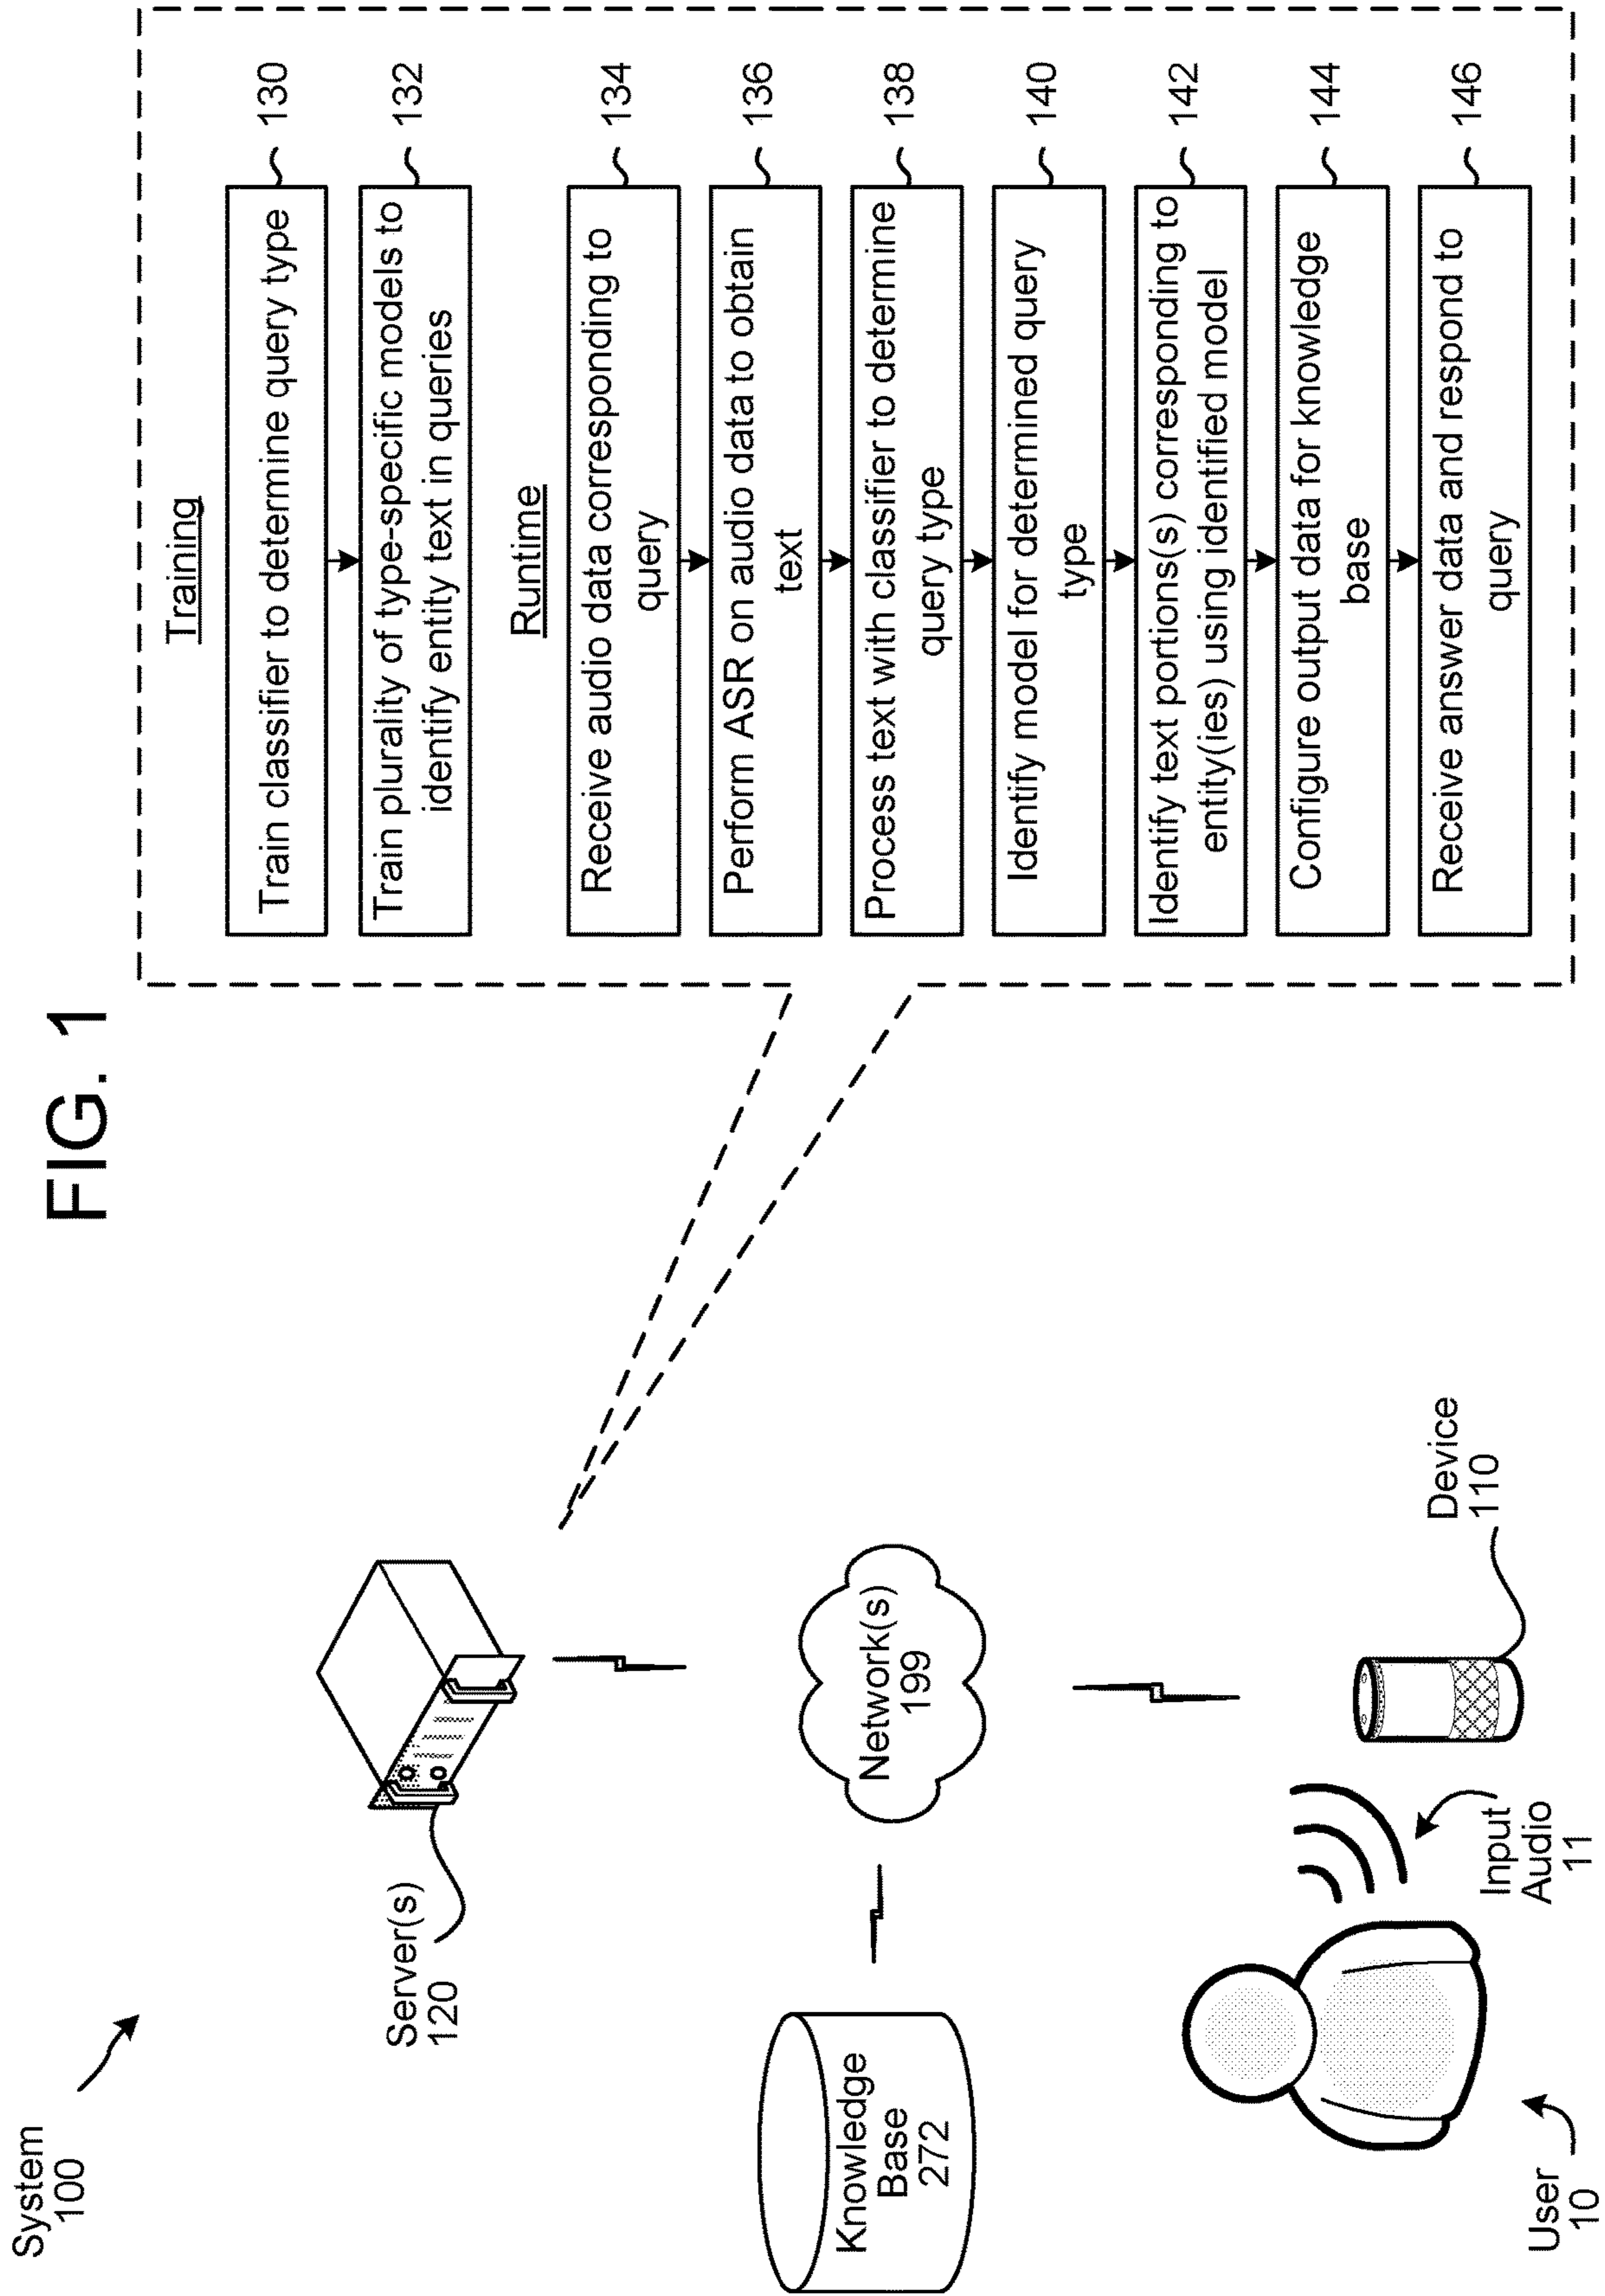 FIG. 1
System
100
Server(s)
120
Network(s)
199
Knowledge
Base
272
User
10
Input
Audio
11
Device
110
Training
Train classifier to determine query type
130
Train plurality of type-specific models to
identify entity text in queries
132
Runtime
Receive audio data corresponding to
query
134
Perform ASR on audio data to obtain
text
136
Process text with classifier to determine
query type
138
Identify model for determined query
type
140
Identify text portions(s) corresponding to
entity(ies) using identified model
142
Configure output data for knowledge
base
144
Receive answer data and respond to
query
146